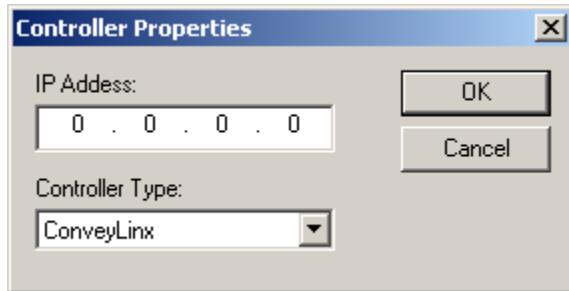 Controller Properties
IP Addess:
0 . 0 . 0 . 0
OK
Cancel
Controller Type:
ConveyLinx